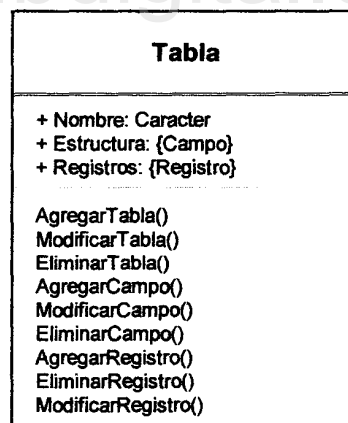 Tabla
+ Nombre: Caracter
+ Estructura: {Campo}
+ Registros: {Registro}
AgregarTabla()
ModificarTabla()
EliminarTabla()
AgregarCampo()
ModificarCampo()
EliminarCampo()
AgregarRegistro()
EliminarRegistro()
ModificarRegistro()